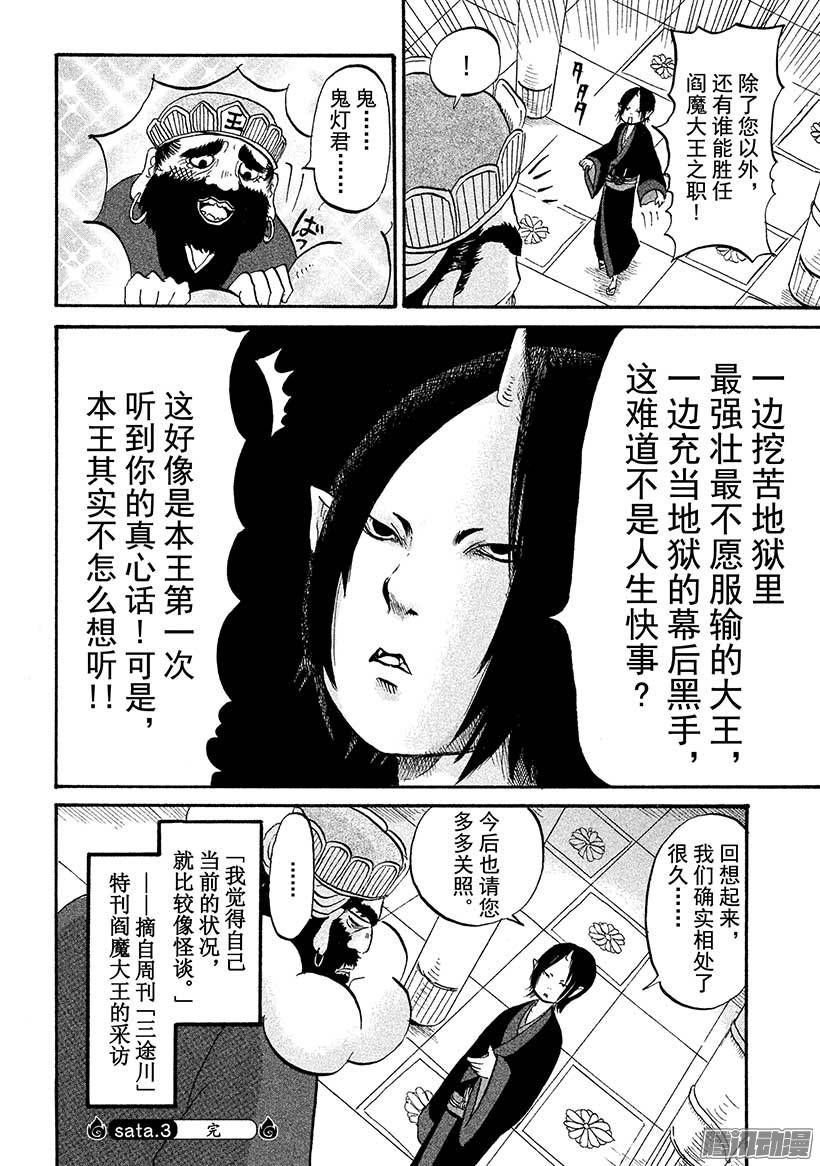 除了您以外，
还有谁能胜任
阎魔大王之职！
タタタ
！
鬼……
鬼灯君……
ばっ
王
一边挖苦地狱里
最强壮最不愿服输的大王，
一边充当地狱的幕后黑手，
这难道不是人生快事？
这好像是本王第一次
听到你的真心话！可是，
本王其实不怎么想听！！
回想起来，
我们确实相处了
很久……
今后也请您
多多关照。
……
「我觉得自己
当前的状况，
就比较像怪谈。」
——摘自周刊「三途川」
特刊阎魔大王的采访
sata.3 完
腾讯动漫